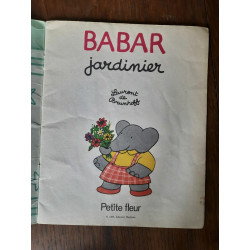 BABAR
jardinier
Laurent
de
Brunhoff
Petite fleur